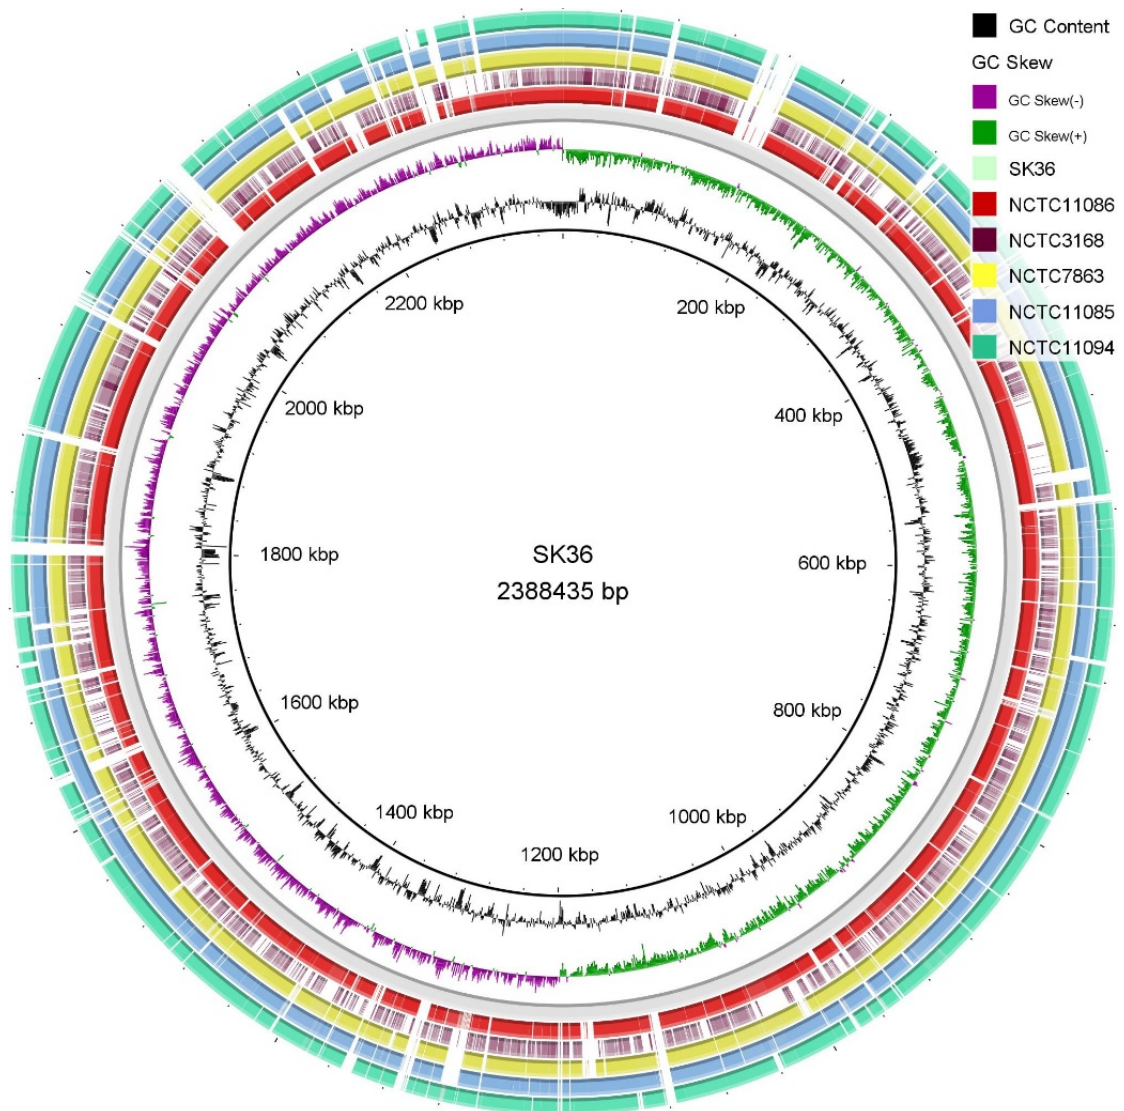 GC Content
GC Skew
GC Skew(-)
GC Skew(+)
SK36
NCTC11086
NCTC3168
NCTC7863
NCTC11085
NCTC11094
2200 kbp
200 kbp
2000 kbp
400 kbp
1800 kbp
SK36
600 kbp
2388435 bp
1600 kbp
800 kbp
1400 kbp
1000 kbp
1200 kbp